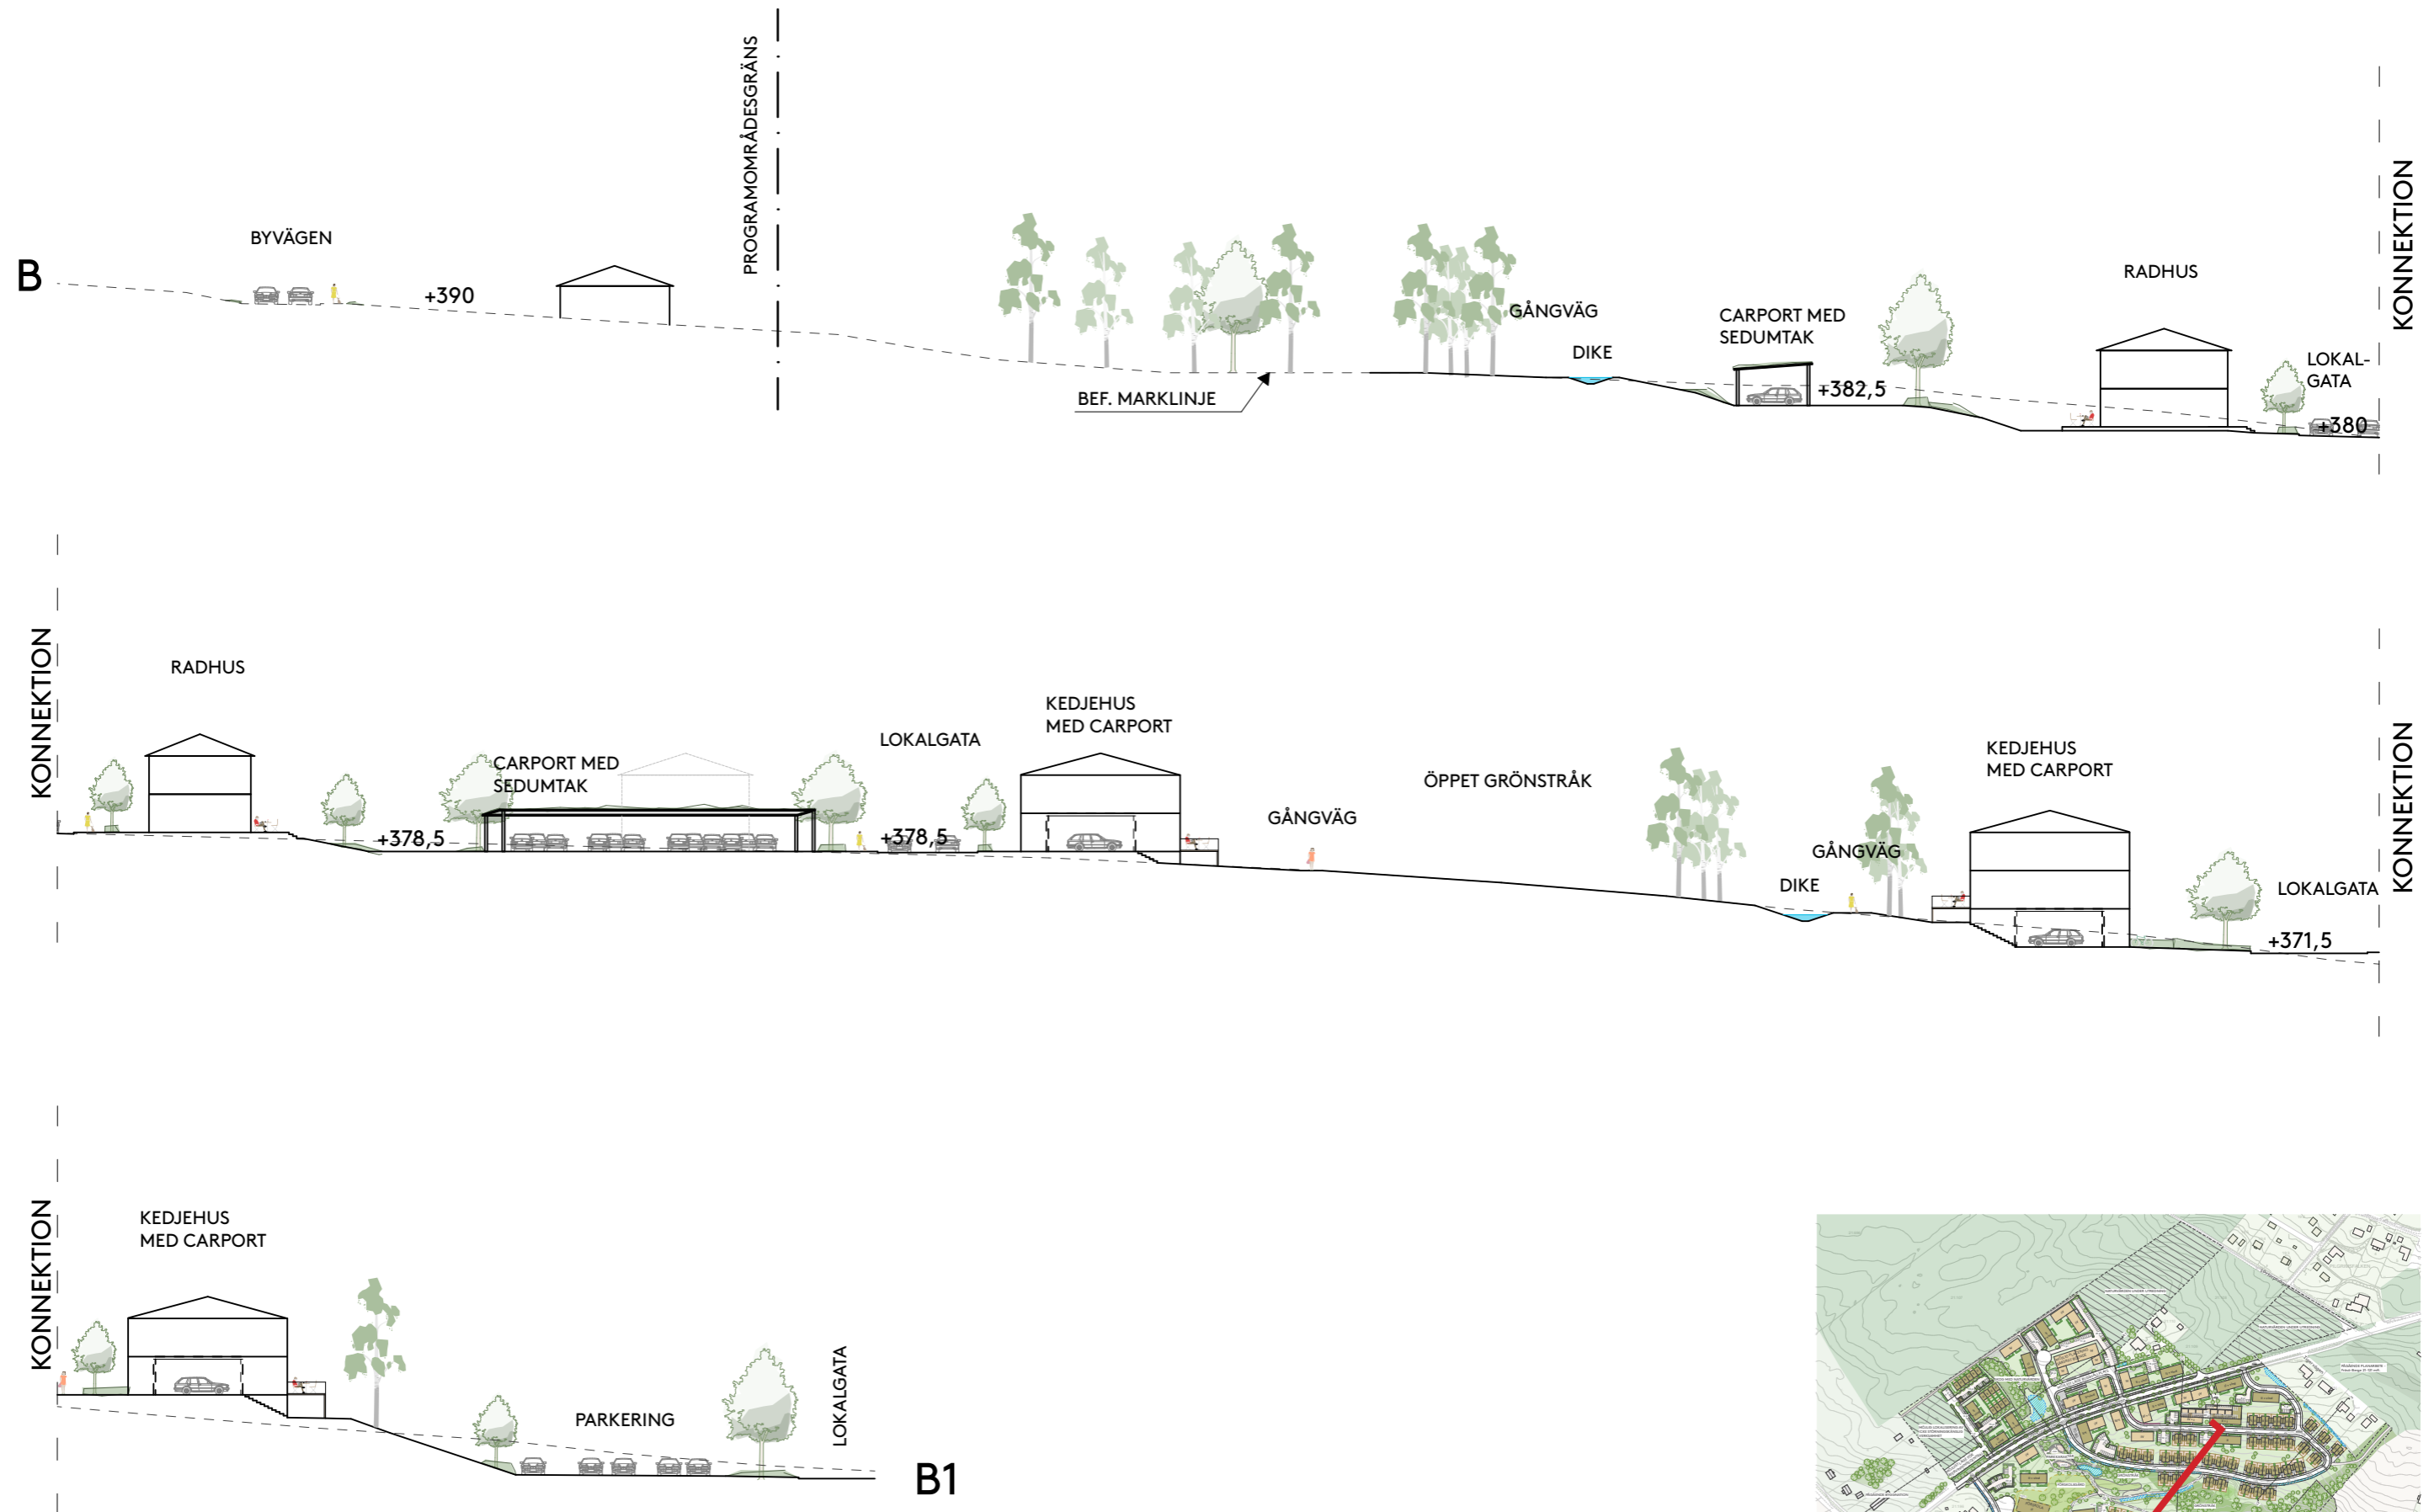 PROGRAMOMRÅDESGRÄNS
KONNEKTION
B
BYVÄGEN
+390
BEF. MARKLINJE
GÅNGVÄG
DIKE
CARPORT MED
SEDUMTAK
+382,5
RADHUS
LOKAL-
GATA
+380
KONNEKTION
RADHUS
+378,5
CARPORT MED
SEDUMTAK
LOKALGATA
+378,5
KEDJEHUS
MED CARPORT
GÅNGVÄG
ÖPPET GRÖNSTRÅK
DIKE
GÅNGVÄG
KEDJEHUS
MED CARPORT
LOKALGATA
+371,5
KONNEKTION
KONNEKTION
KEDJEHUS
MED CARPORT
PARKERING
LOKALGATA
B1